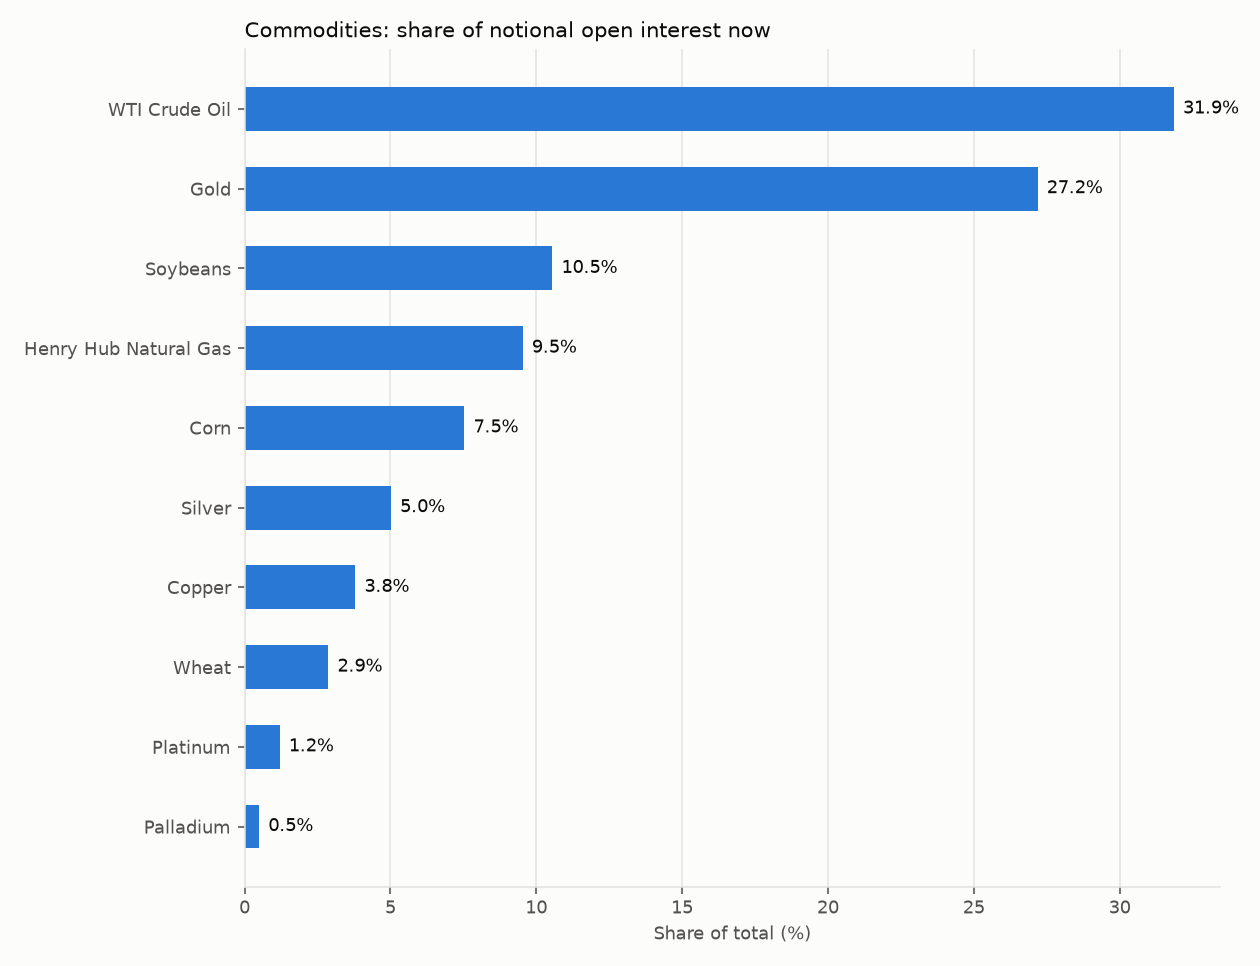 Commodities: share of notional open interest now
WTI Crude Oil 31.9%
Gold 27.2%
Soybeans 10.5%
Henry Hub Natural Gas 9.5%
Corn 7.5%
Silver 5.0%
Copper 3.8%
Wheat 2.9%
Platinum 1.2%
Palladium 0.5%
0 5 10 15 20 25 30
Share of total (%)